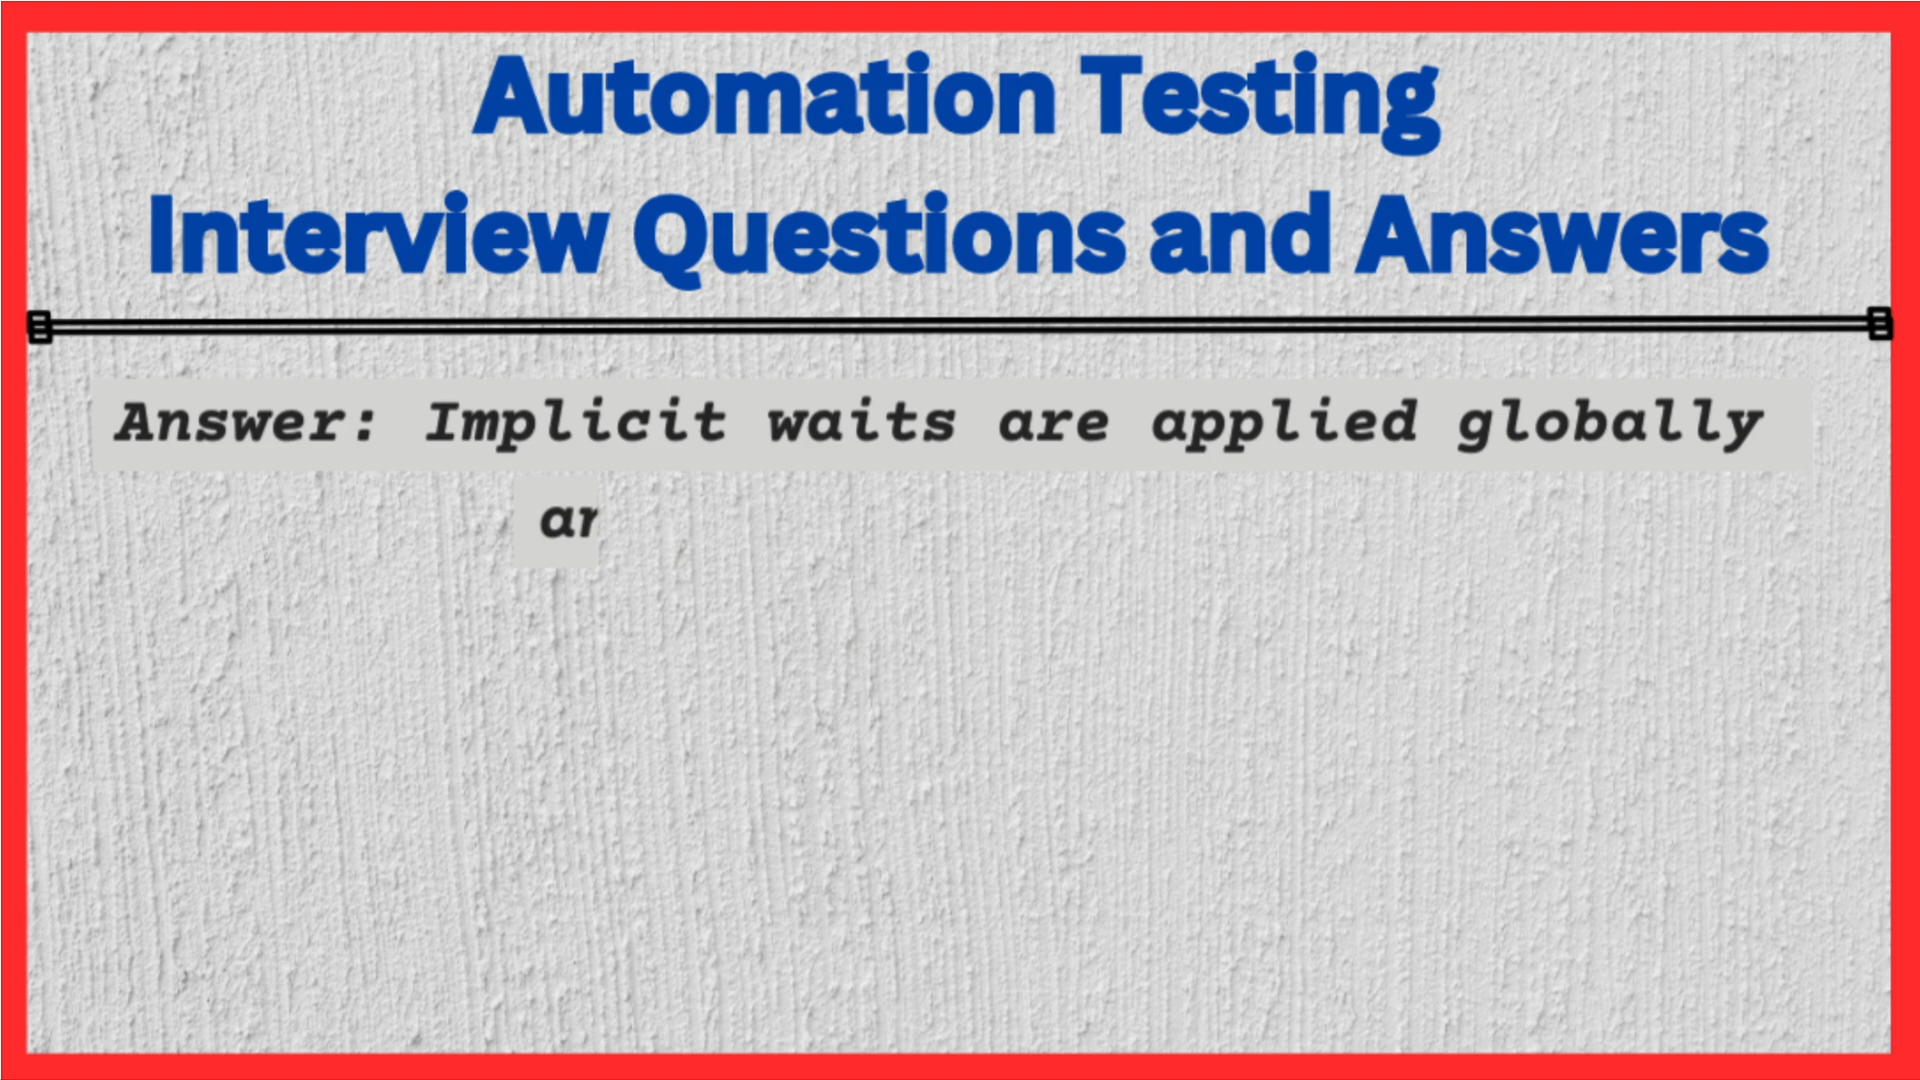 Automation Testing
Interview Questions and Answers
Answer: Implicit waits are applied globally